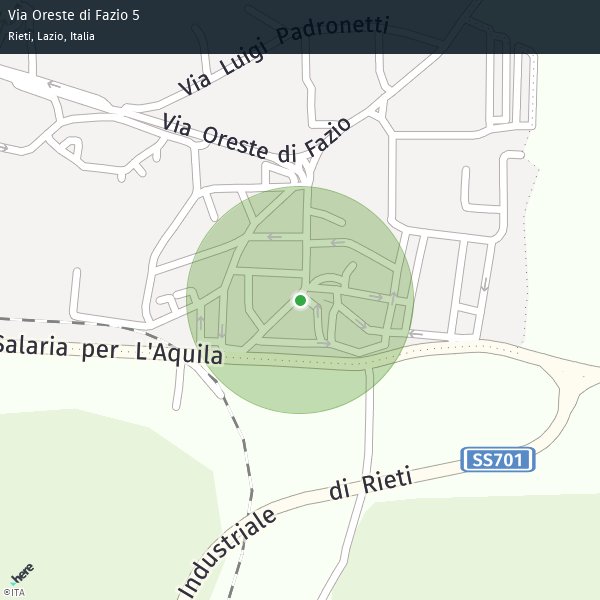 Via Oreste di Fazio 5
Rieti, Lazio, Italia
Via Luigi Padronetti
Via Oreste di Fazio
Salaria per L'Aquila
SS701
Industriale di Rieti
here
©ITA